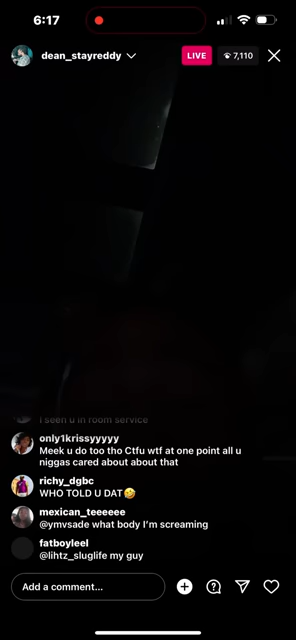 6:17
dean_stayreddy
LIVE
7,110
I seen u in room service
only1krissyyyyy
Meek u do too tho Ctfu wtf at one point all u
niggas cared about about that
richy_dgbc
WHO TOLD U DAT🤣
mexican_teeeeee
@ymvsade what body I'm screaming
fatboyleel
@lihtz_sluglife my guy
Add a comment...